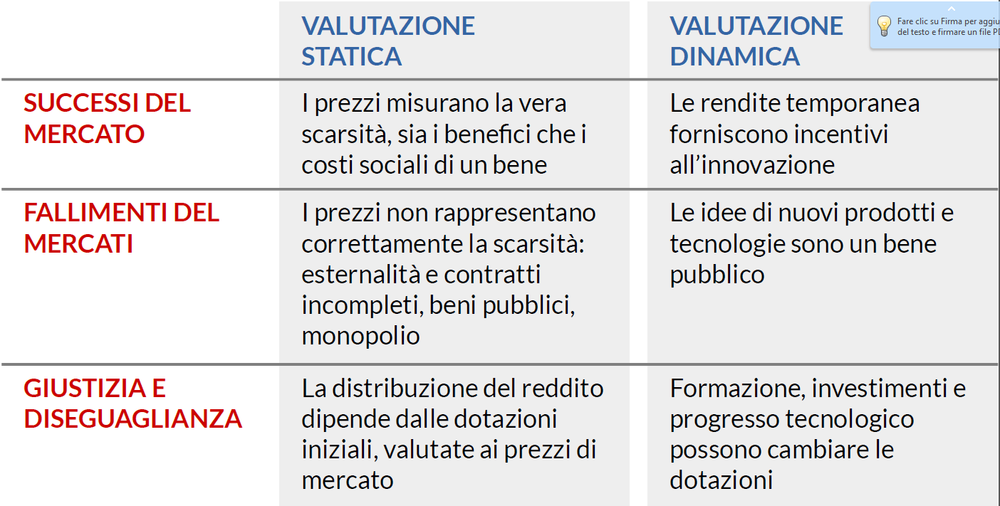 VALUTAZIONE
STATICA
VALUTAZIONE
DINAMICA
Fare clic su Firma per
del testo e firmare un file
SUCCESSI DEL
MERCATO
I prezzi misurano la vera
scarsità, sia i benefici che i
costi sociali di un bene
Le rendite temporanea
forniscono incentivi
all’innovazione
FALLIMENTI DEL
MERCATI
I prezzi non rappresentano
correttamente la scarsità:
esternalità e contratti
incompleti, beni pubblici,
monopolio
Le idee di nuovi prodotti e
tecnologie sono un bene
pubblico
GIUSTIZIA E
DISEGUAGLIANZA
La distribuzione del reddito
dipende dalle dotazioni
iniziali, valutate ai prezzi di
mercato
Formazione, investimenti e
progresso tecnologico
possono cambiare le
dotazioni